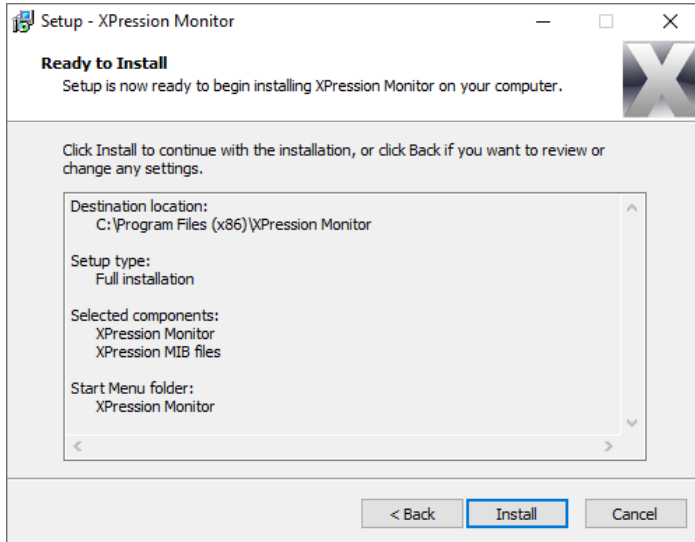 Setup - XPression Monitor
Ready to Install
Setup is now ready to begin installing XPression Monitor on your computer.
Click Install to continue with the installation, or click Back if you want to review or
change any settings.
Destination location:
C:\Program Files (x86)\XPression Monitor
Setup type:
Full installation
Selected components:
XPression Monitor
XPression MIB files
Start Menu folder:
XPression Monitor
< Back
Install
Cancel